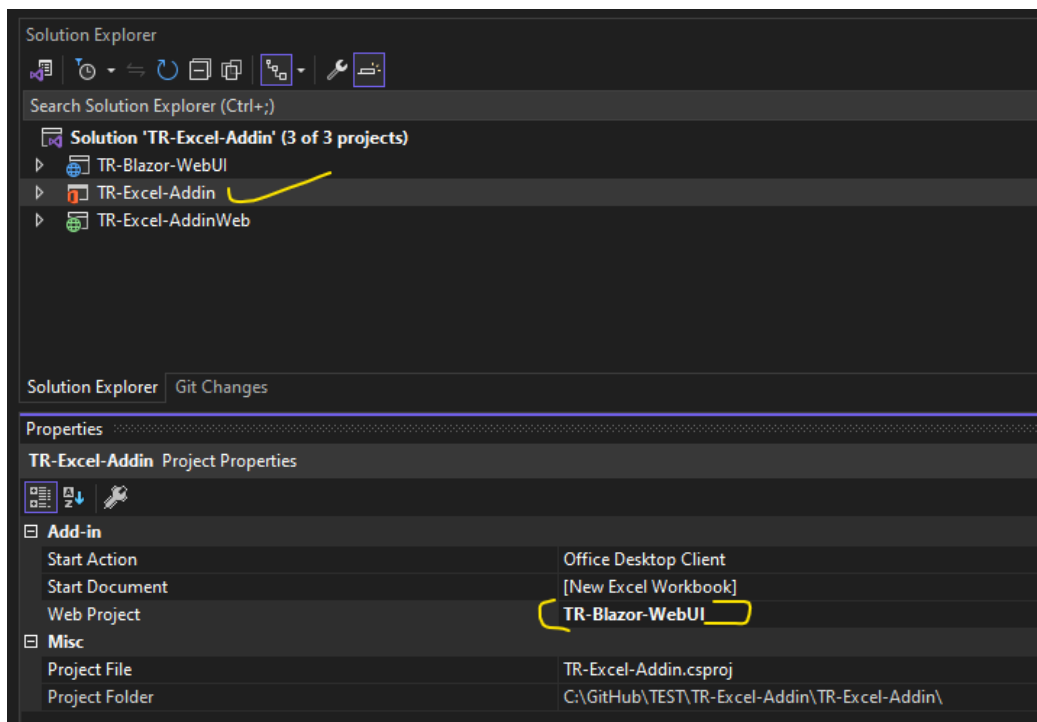 Solution Explorer
Search Solution Explorer (Ctrl+;)
Solution 'TR-Excel-Addin' (3 of 3 projects)
TR-Blazor-WebUI
TR-Excel-Addin
TR-Excel-AddinWeb
Solution Explorer Git Changes
Properties
TR-Excel-Addin Project Properties
Add-in
Start Action Office Desktop Client
Start Document [New Excel Workbook]
Web Project TR-Blazor-WebUI
Misc
Project File TR-Excel-Addin.csproj
Project Folder C:\GitHub\TEST\TR-Excel-Addin\TR-Excel-Addin\